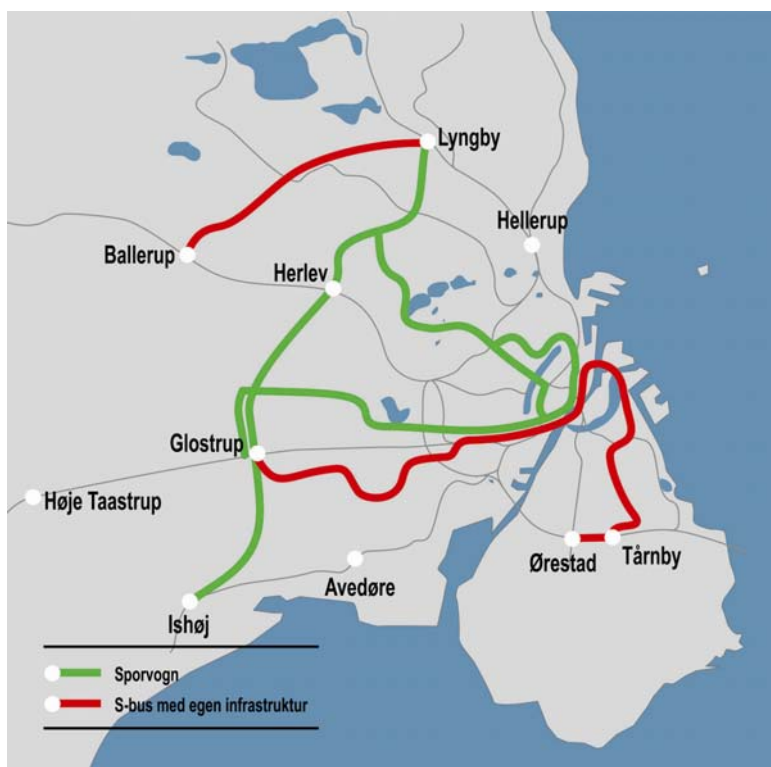 Lyngby
Hellerup
Ballerup
Herlev
Glostrup
Høje Taastrup
Ørestad
Tårnby
Avedøre
Ishøj
Sporvogn
S-bus med egen infrastruktur